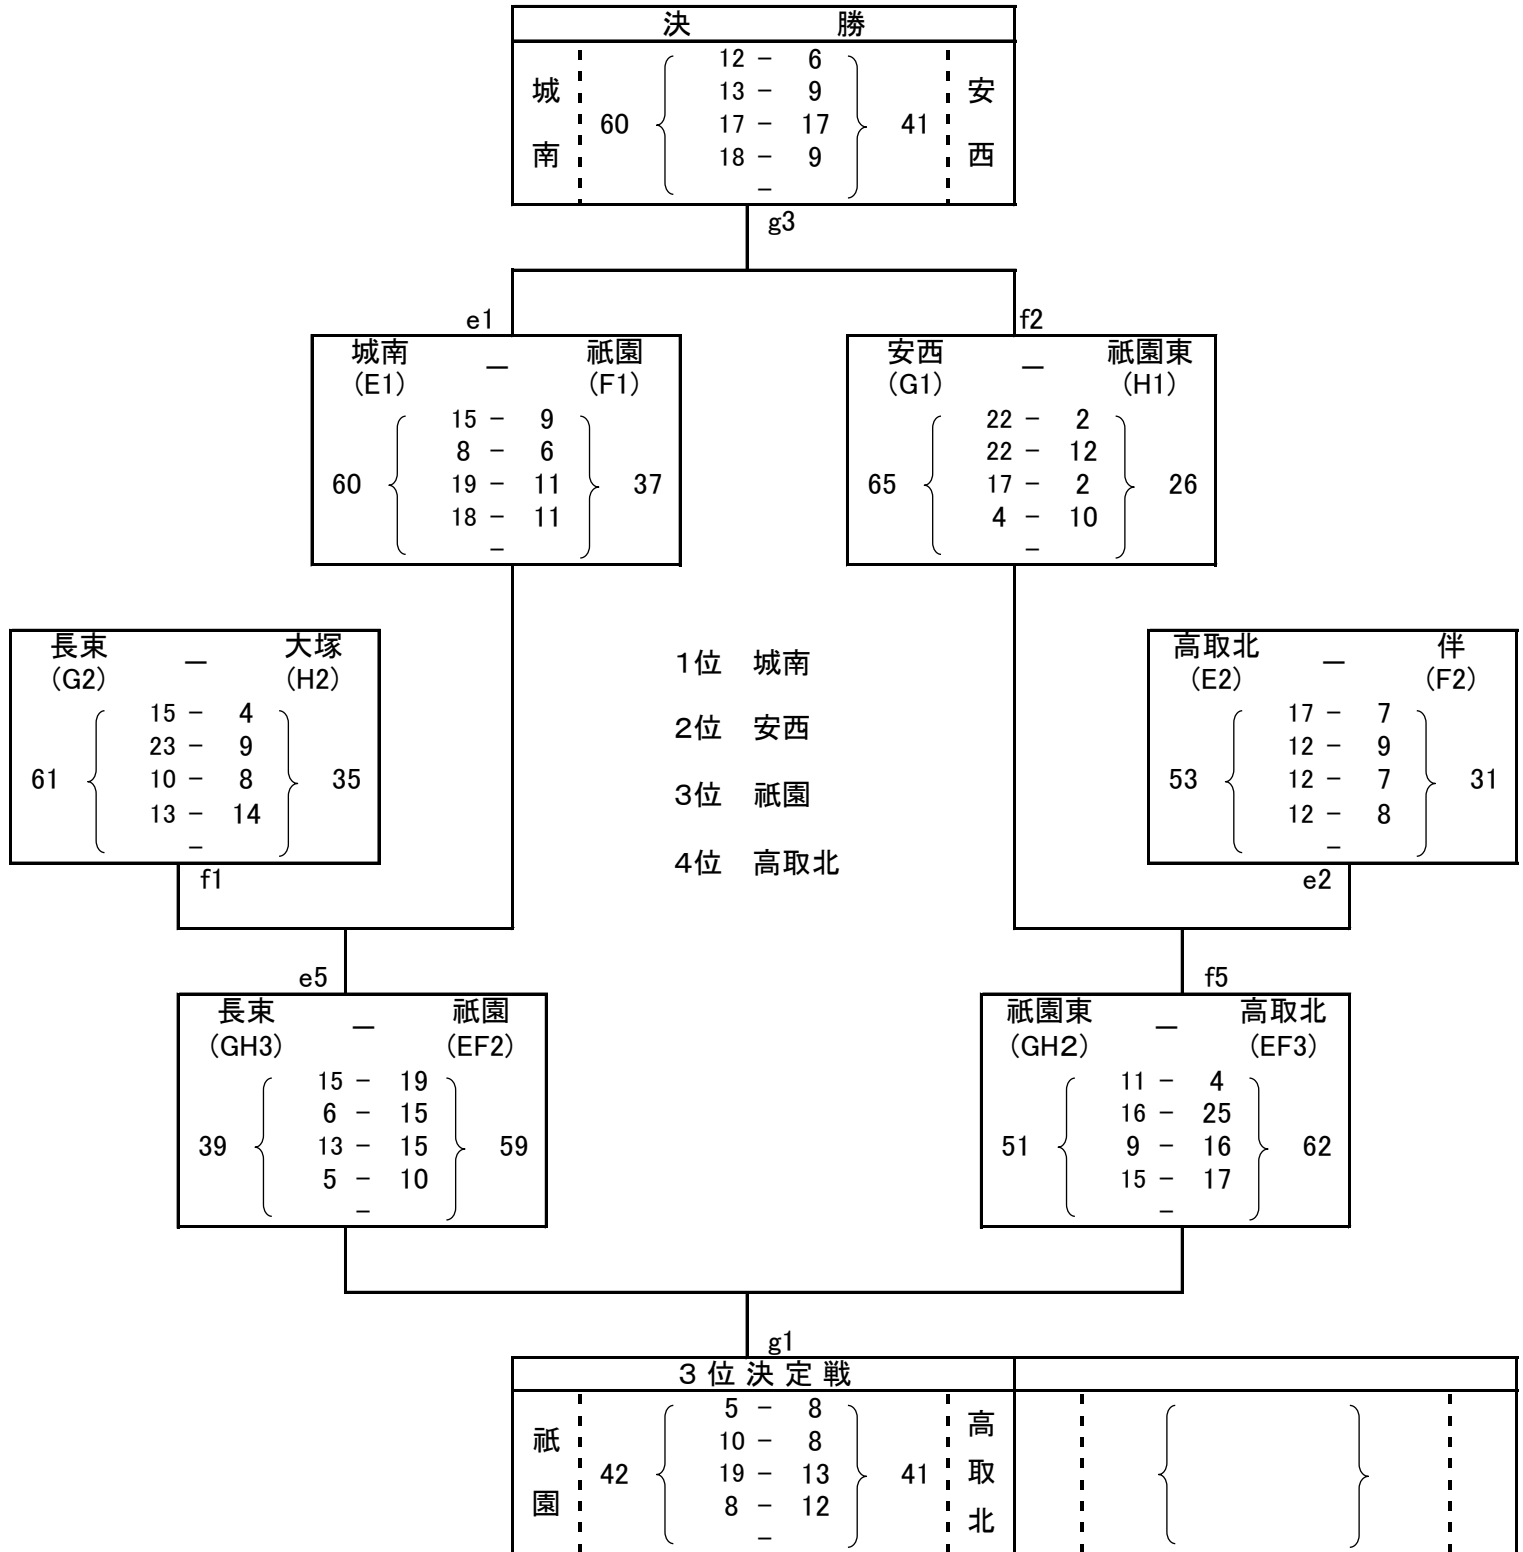 決 勝
城南 60 41 安西
12 － 6
13 － 9
17 － 17
18 － 9
－
g3
e1
城南 － 祇園
(E1) (F1)
15 － 9
8 － 6
60 19 － 11 37
18 － 11
－
f2
安西 － 祇園東
(G1) (H1)
22 － 2
22 － 12
65 17 － 2 26
4 － 10
－
長束 － 大塚
(G2) (H2)
15 － 4
23 － 9
61 10 － 8 35
13 － 14
－
f1
1位 城南
2位 安西
3位 祇園
4位 高取北
高取北 － 伴
(E2) (F2)
17 － 7
12 － 9
53 12 － 7 31
12 － 8
－
e2
e5
長束 － 祇園
(GH3) (EF2)
15 － 19
6 － 15
39 13 － 15 59
5 － 10
－
f5
祇園東 － 高取北
(GH2) (EF3)
11 － 4
16 － 25
51 9 － 16 62
15 － 17
－
g1
3位決定戦
祇園 42 41 高取北
5 － 8
10 － 8
19 － 13
8 － 12
－